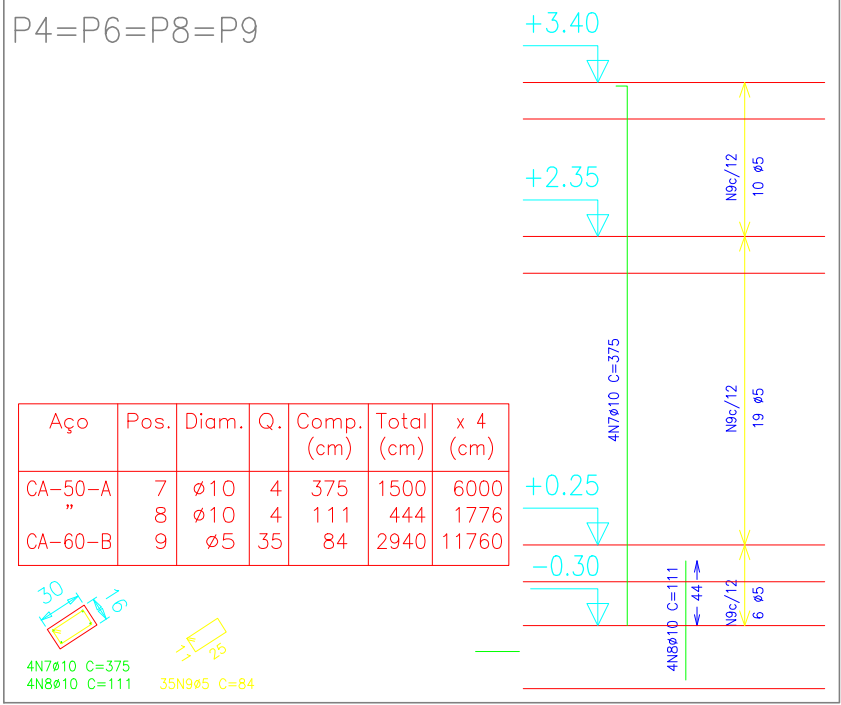 P4=P6=P8=P9
+3.40
N9c/12
10 ø5
+2.35
4N7ø10 C=375
N9c/12
19 ø5
Aço Pos. Diam. Q. Comp. (cm) Total (cm) x 4 (cm)
CA-50-A 7 ø10 4 375 1500 6000
" 8 ø10 4 111 444 1776
CA-60-B 9 ø5 35 84 2940 11760
+0.25
-0.30
4N8ø10 C=111
44
N9c/12
6 ø5
30
16
4N7ø10 C=375
4N8ø10 C=111
11
25
35N9ø5 C=84